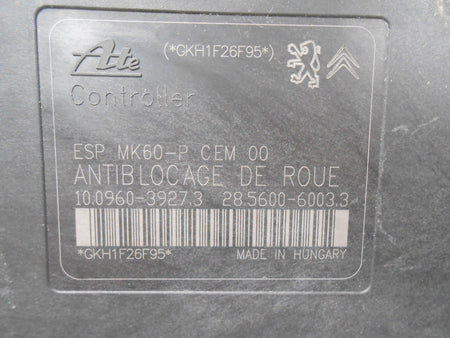 Ate (*GKH1F26F95*)
Controller
ESP MK60-P CEM 00
ANTIBLOCAGE DE ROUE
10.0960-3927.3 28.5600-6003.3
*GKH1F26F95* MADE IN HUNGARY